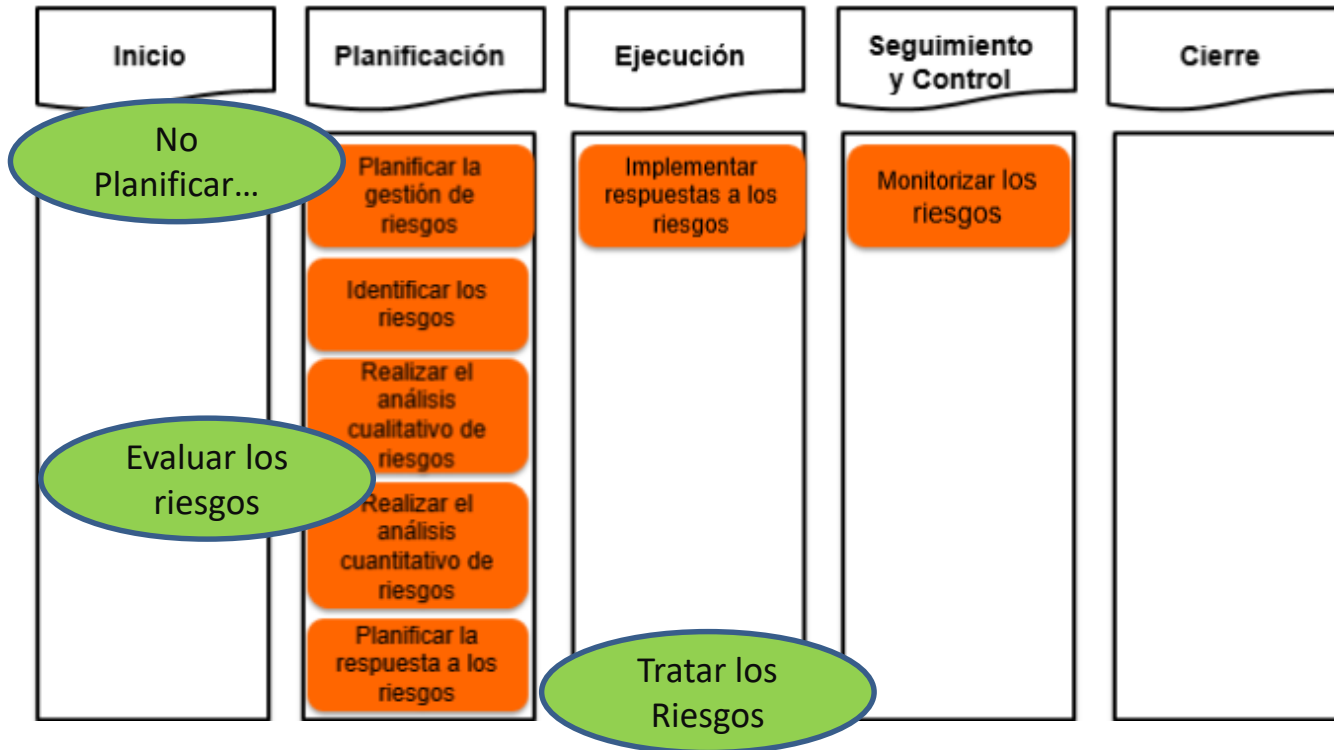 Inicio
Planificación
Ejecución
Seguimiento
y Control
Cierre
No
Planificar...
Planificar la
gestión de
riesgos
Implementar
respuestas a los
riesgos
Monitorizar los
riesgos
Identificar los
riesgos
Realizar el
análisis
cualitativo de
riesgos
Evaluar los
riesgos
Realizar el
análisis
cuantitativo de
riesgos
Planificar la
respuesta a los
riesgos
Tratar los
Riesgos